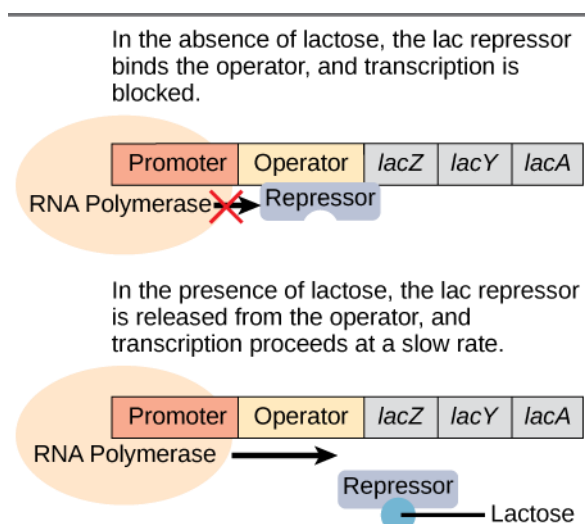 In the absence of lactose, the lac repressor
binds the operator, and transcription is
blocked.
Promoter Operator lacZ lacY lacA
RNA Polymerase Repressor
In the presence of lactose, the lac repressor
is released from the operator, and
transcription proceeds at a slow rate.
Promoter Operator lacZ lacY lacA
RNA Polymerase
Repressor
Lactose